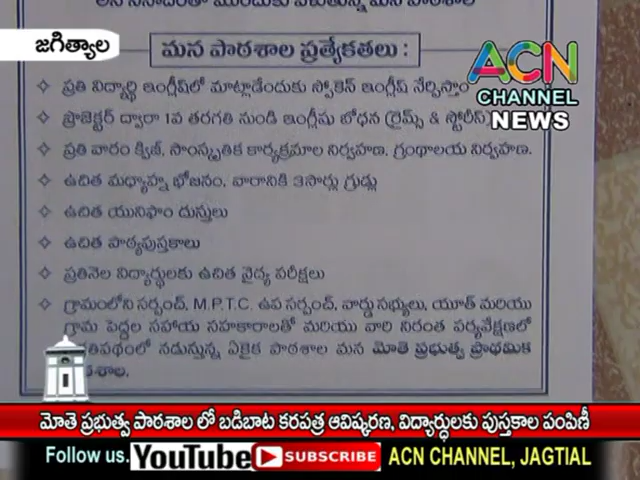 అనే నినాదంతో ముందుకు వెళుతున్న మన పాఠశాల
జగిత్యాల
మన పాఠశాల ప్రత్యేకతలు :
ACN
CHANNEL
NEWS
✧ ప్రతి విద్యార్థి ఇంగ్లీష్‌లో మాట్లాడేందుకు స్పోకెన్ ఇంగ్లీష్ నేర్పిస్తాం
✧ ప్రొజెక్టర్ ద్వారా 1వ తరగతి నుండి ఇంగ్లీషు బోధన (రైమ్స్ & స్టోరీస్)
✧ ప్రతి వారం క్విజ్, సాంస్కృతిక కార్యక్రమాల నిర్వహణ. గ్రంథాలయ నిర్వహణ.
✧ ఉచిత మధ్యాహ్న భోజనం, వారానికి 3సార్లు గ్రుడ్లు
✧ ఉచిత యునిఫాం దుస్తులు
✧ ఉచిత పాఠ్యపుస్తకాలు
✧ ప్రతినెల విద్యార్థులకు ఉచిత వైద్య పరీక్షలు
✧ గ్రామంలోని సర్పంచ్, M.P.T.C. ఉప సర్పంచ్, వార్డు సభ్యులు, యూత్ మరియు
గ్రామ పెద్దల సహాయ సహకారాలతో మరియు వారి నిరంత పర్యవేక్షణలో
నడుస్తున్న ఏకైక పాఠశాల మన మోతె ప్రభుత్వ ప్రాథమిక
మోతె ప్రభుత్వ పాఠశాల లో బడిబాట కరపత్ర ఆవిష్కరణ, విద్యార్ధులకు పుస్తకాల పంపిణీ
Follow us. YouTube SUBSCRIBE ACN CHANNEL, JAGTIAL